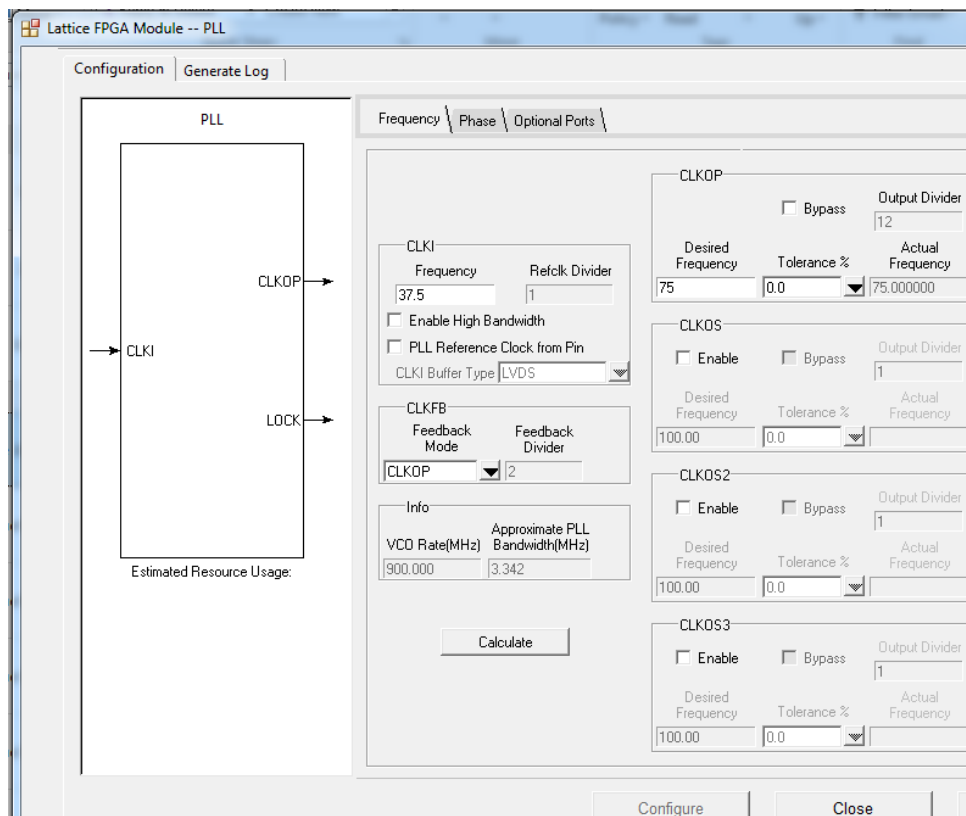 Lattice FPGA Module -- PLL
Configuration
Generate Log
PLL
CLKI
CLKOP
LOCK
Estimated Resource Usage:
Frequency
Phase
Optional Ports
CLKI
Frequency
Refclk Divider
37.5
1
Enable High Bandwidth
PLL Reference Clock from Pin
CLKI Buffer Type
LVDS
CLKFB
Feedback Mode
Feedback Divider
CLKOP
2
Info
VCO Rate(MHz)
Approximate PLL Bandwidth(MHz)
900.000
3.342
Calculate
CLKOP
Bypass
Output Divider
12
Desired Frequency
Tolerance %
Actual Frequency
75
0.0
75.000000
CLKOS
Enable
Bypass
Output Divider
1
Desired Frequency
Tolerance %
Actual Frequency
100.00
0.0
CLKOS2
Enable
Bypass
Output Divider
1
Desired Frequency
Tolerance %
Actual Frequency
100.00
0.0
CLKOS3
Enable
Bypass
Output Divider
1
Desired Frequency
Tolerance %
Actual Frequency
100.00
0.0
Configure
Close